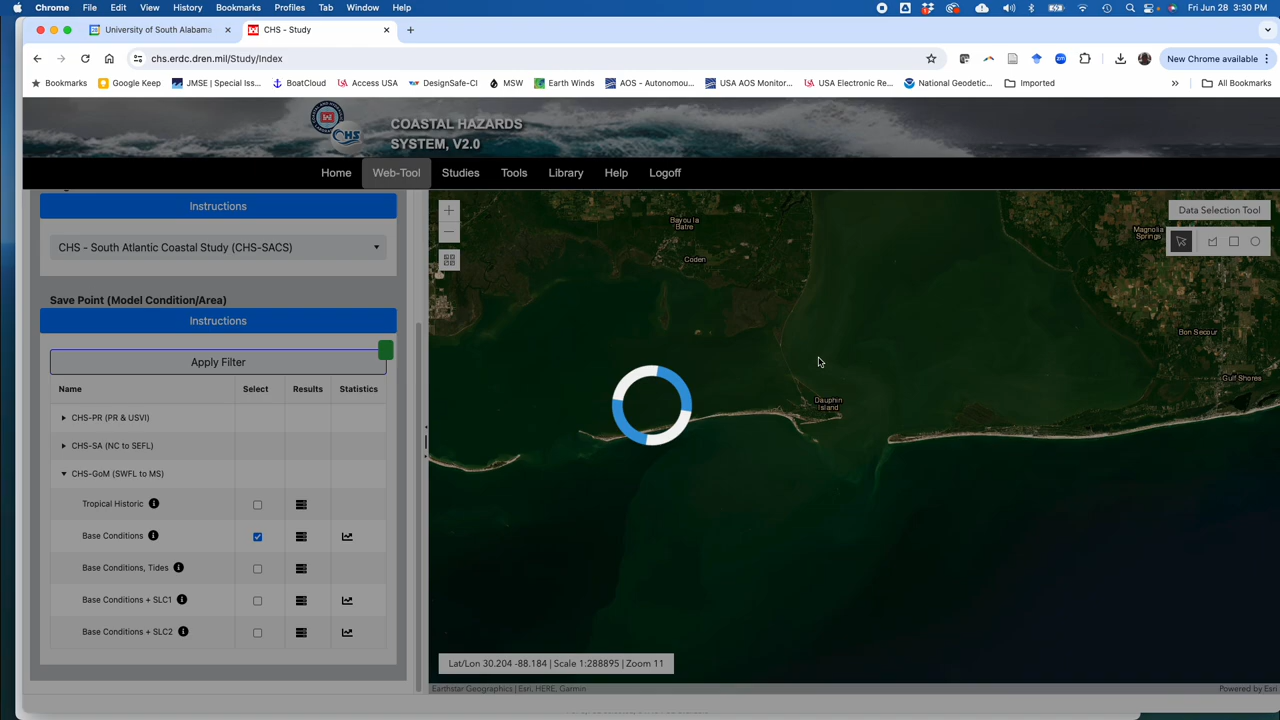 Chrome File Edit View History Bookmarks Profiles Tab Window Help Fri Jun 28 3:30 PM
University of South Alabama CHS - Study
chs.erdc.dren.mil/Study/Index New Chrome available
Bookmarks Google Keep JMSE | Special Iss... BoatCloud Access USA DesignSafe-CI MSW Earth Winds AOS - Autonomou... USA AOS Monitor... USA Electronic Re... National Geodetic... Imported All Bookmarks
CHS
COASTAL HAZARDS
SYSTEM, V2.0
Home Web-Tool Studies Tools Library Help Logoff
Instructions
CHS - South Atlantic Coastal Study (CHS-SACS)
Save Point (Model Condition/Area)
Instructions
Apply Filter
Name Select Results Statistics
CHS-PR (PR & USVI)
CHS-SA (NC to SEFL)
CHS-GoM (SWFL to MS)
Tropical Historic
Base Conditions
Base Conditions, Tides
Base Conditions + SLC1
Base Conditions + SLC2
Data Selection Tool
Bayou la
Batre
Coden
Magnolia
Springs
Bon Secour
Gulf Shores
Dauphin
Island
Lat/Lon 30.204 -88.184 | Scale 1:288895 | Zoom 11
Earthstar Geographics | Esri, HERE, Garmin Powered by Esri